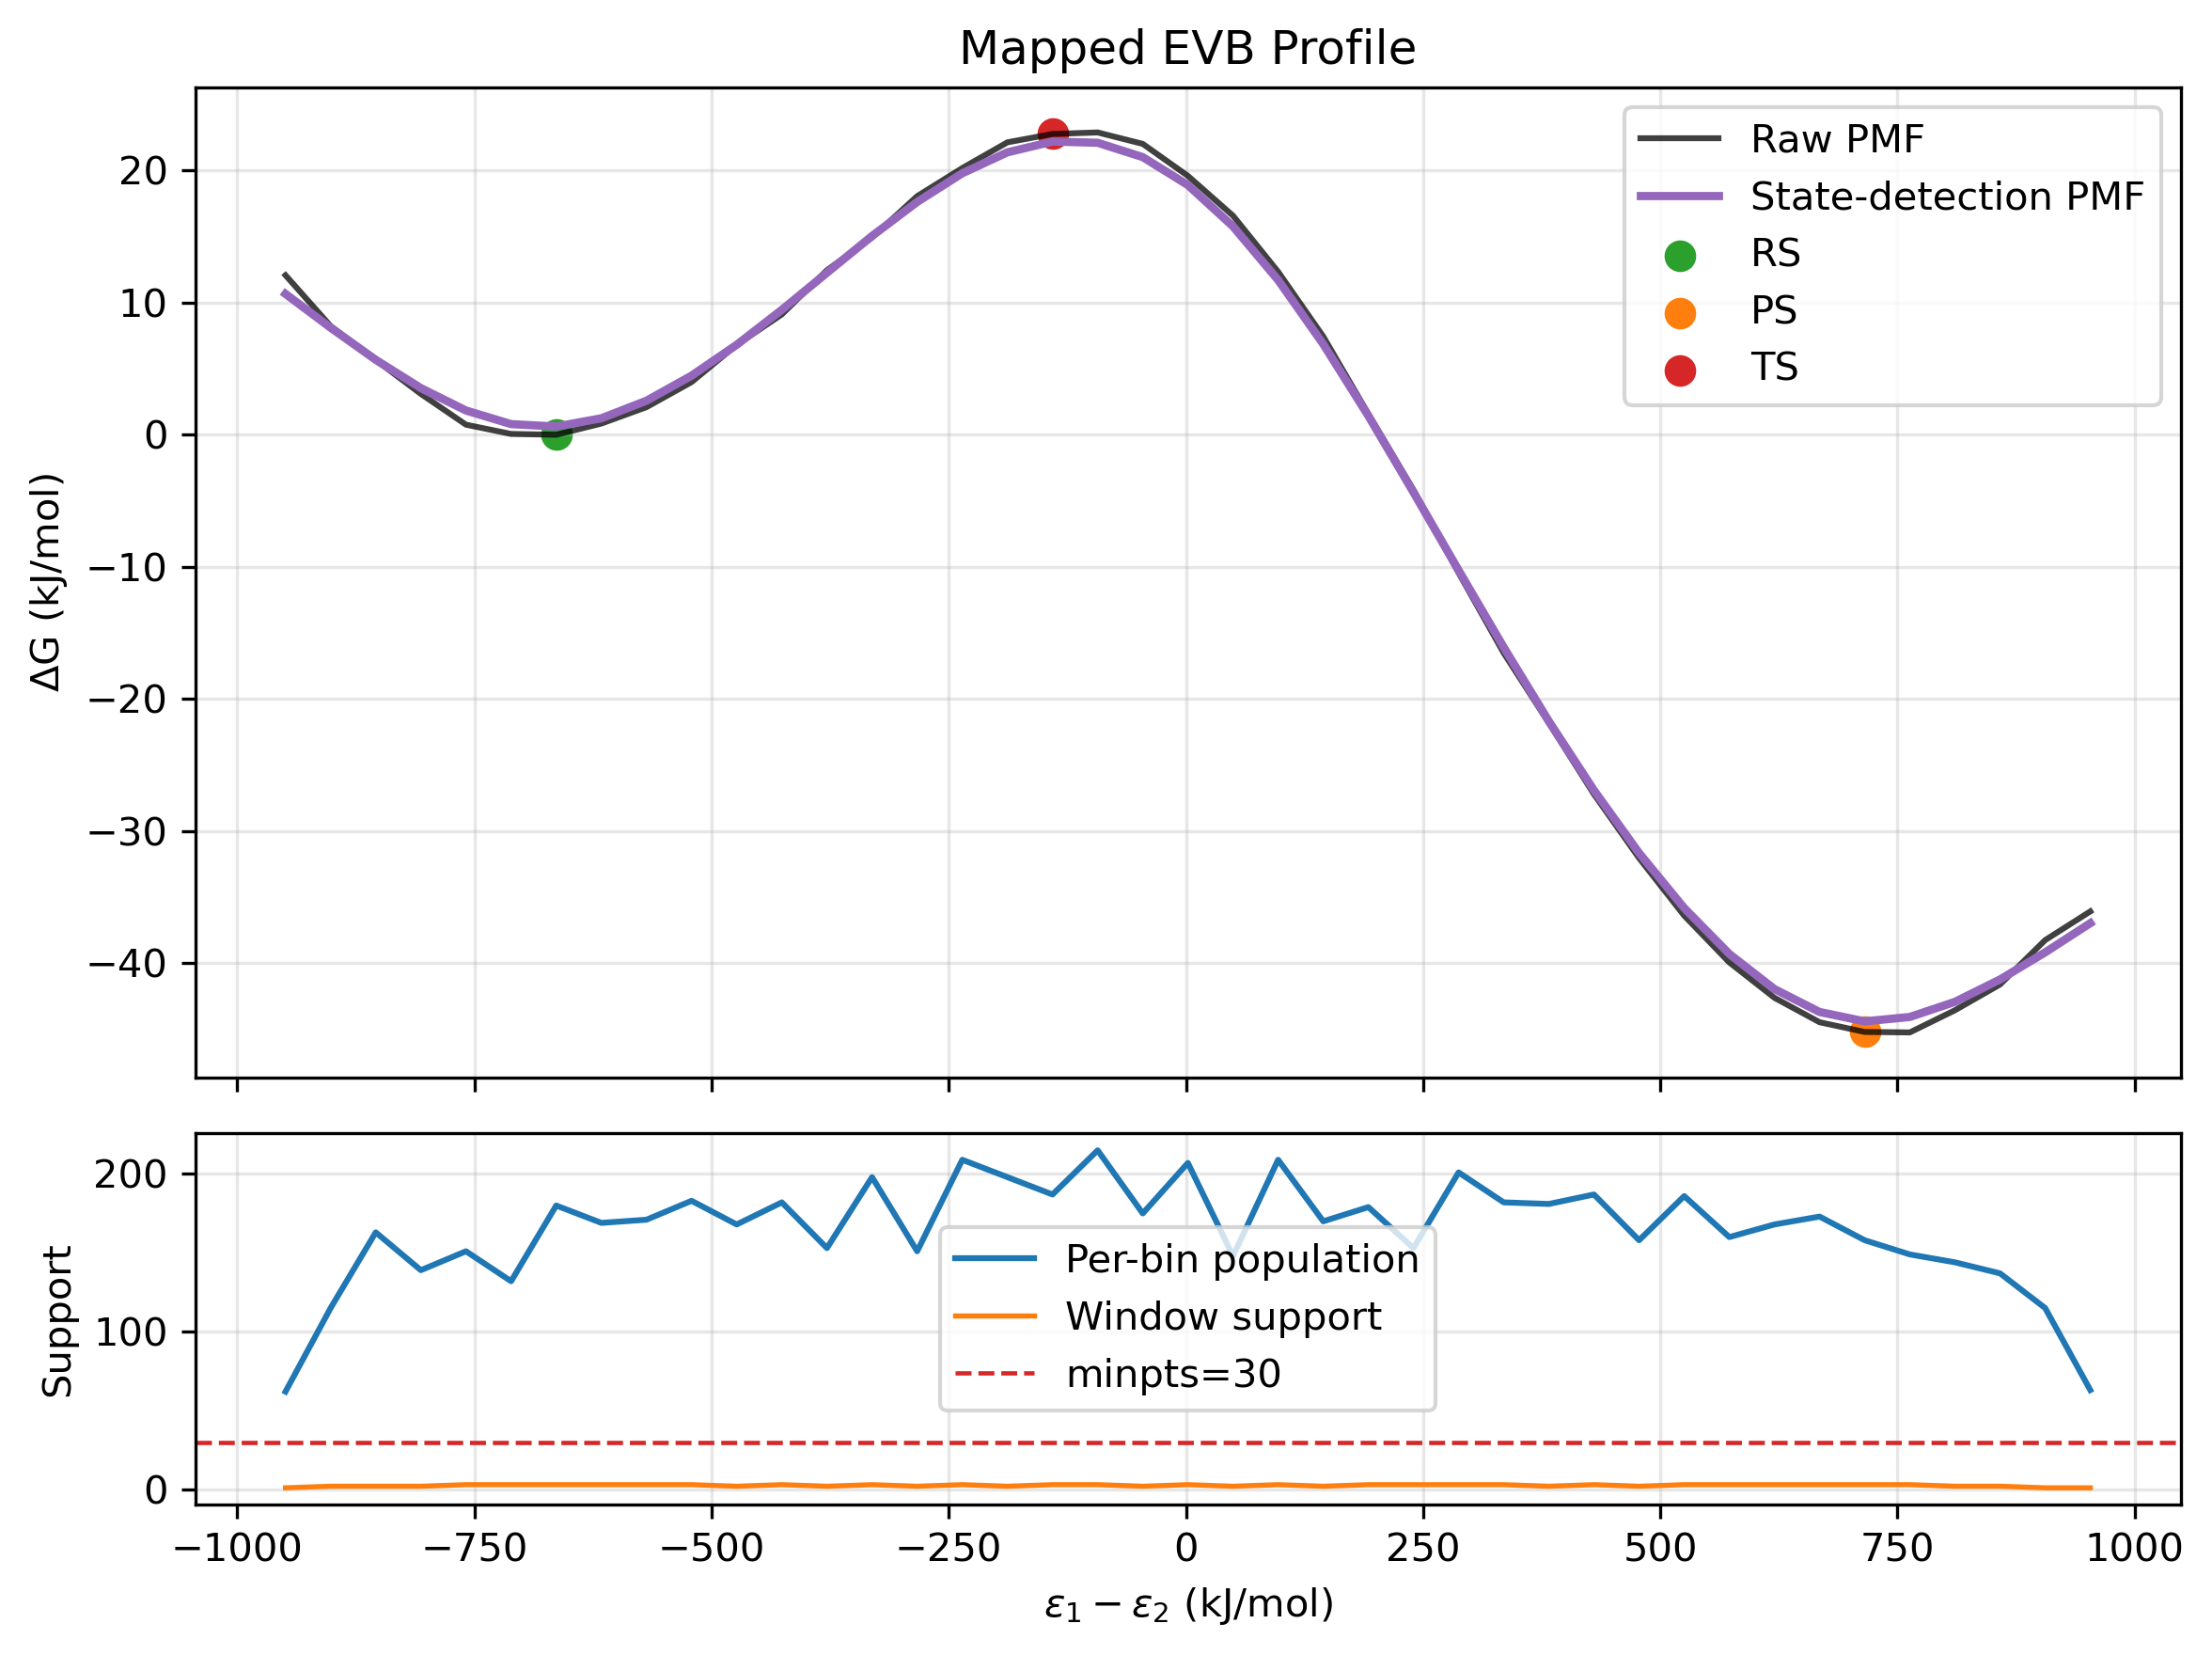 Mapped EVB Profile
Raw PMF
State-detection PMF
RS
PS
TS
ΔG (kJ/mol)
20
10
0
−10
−20
−30
−40
Support
200
100
0
Per-bin population
Window support
minpts=30
−1000 −750 −500 −250 0 250 500 750 1000
ε₁ − ε₂ (kJ/mol)